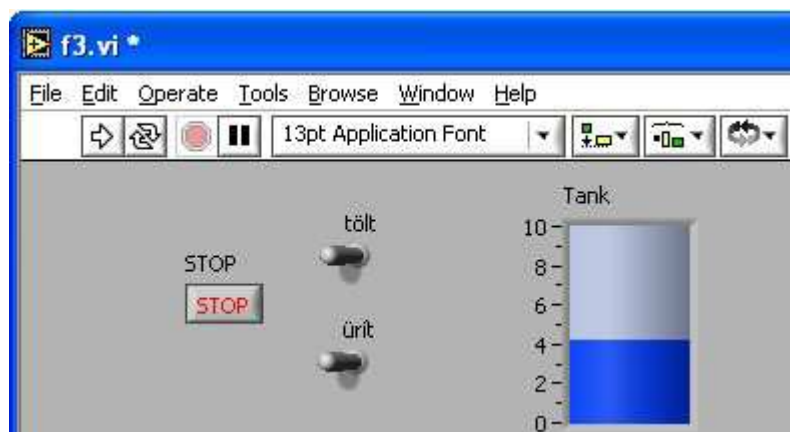 f3.vi *
File Edit Operate Tools Browse Window Help
13pt Application Font
Tank
tölt
10
STOP
8
STOP
6
ürít
4
2
0